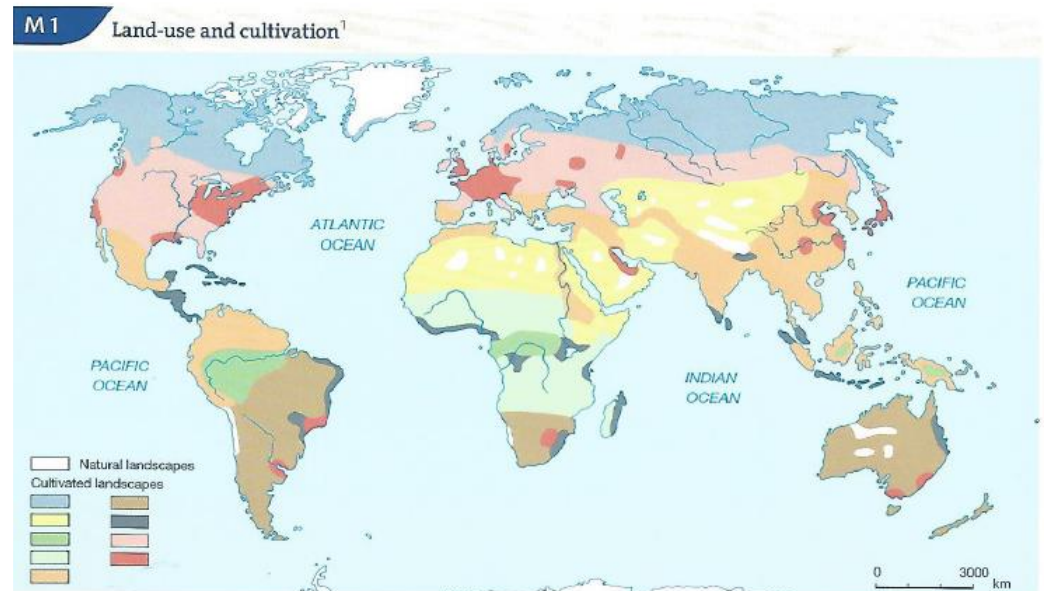 M 1
Land-use and cultivation¹
ATLANTIC
OCEAN
PACIFIC
OCEAN
PACIFIC
OCEAN
INDIAN
OCEAN
Natural landscapes
Cultivated landscapes
0 3000
km